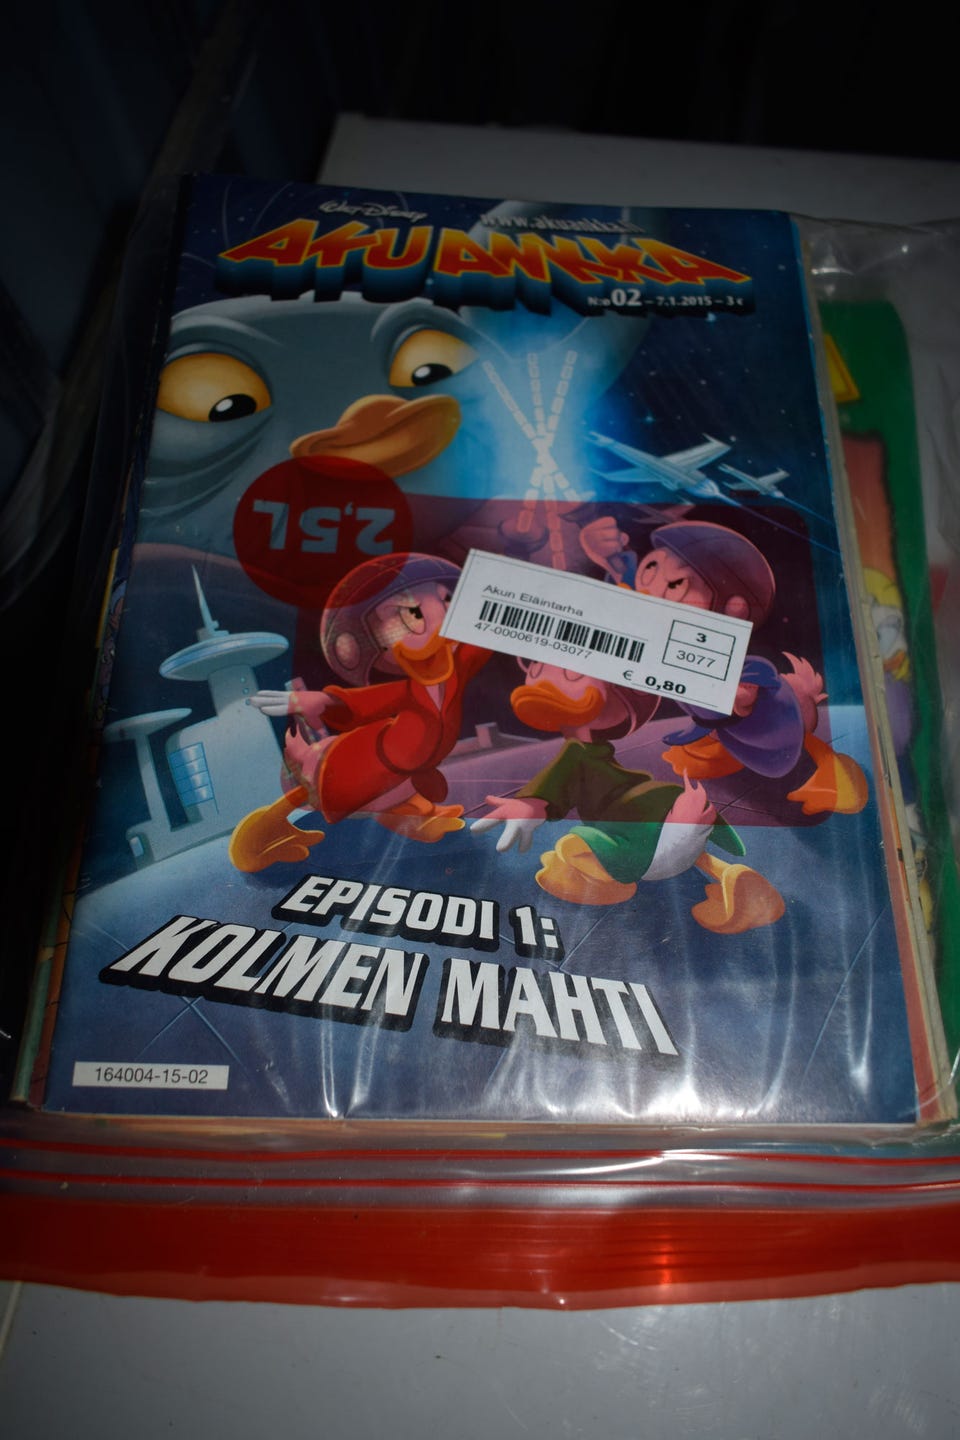 Walt Disney
www.akuankka.fi
AKU ANKKA
N:o 02 – 7.1.2015 – 3 €
2,5 L
Akun Eläintarha
47-0000619-03077
3
3077
€ 0,80
EPISODI 1:
KOLMEN MAHTI
164004-15-02